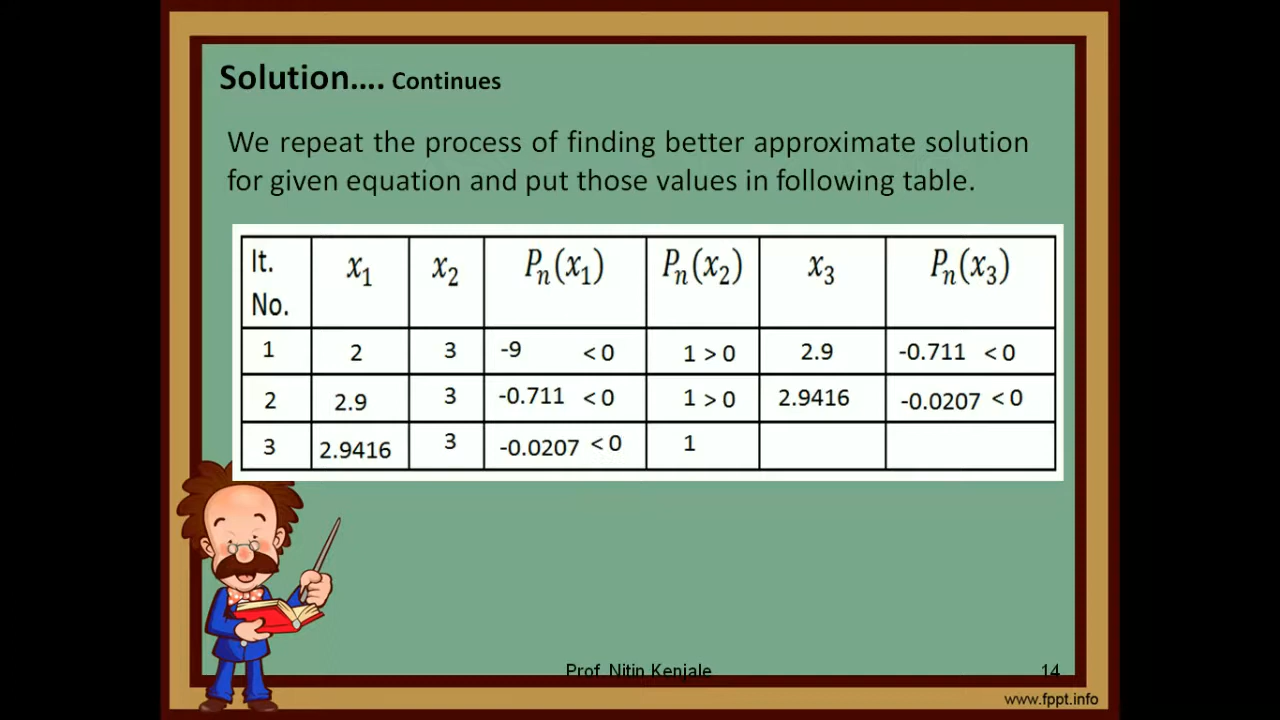 Solution.... Continues
We repeat the process of finding better approximate solution
for given equation and put those values in following table.
It. No. x₁ x₂ Pₙ(x₁) Pₙ(x₂) x₃ Pₙ(x₃)
1 2 3 -9 < 0 1 > 0 2.9 -0.711 < 0
2 2.9 3 -0.711 < 0 1 > 0 2.9416 -0.0207 < 0
3 2.9416 3 -0.0207 < 0 1
Prof. Nitin Kenjale 14
www.fppt.info